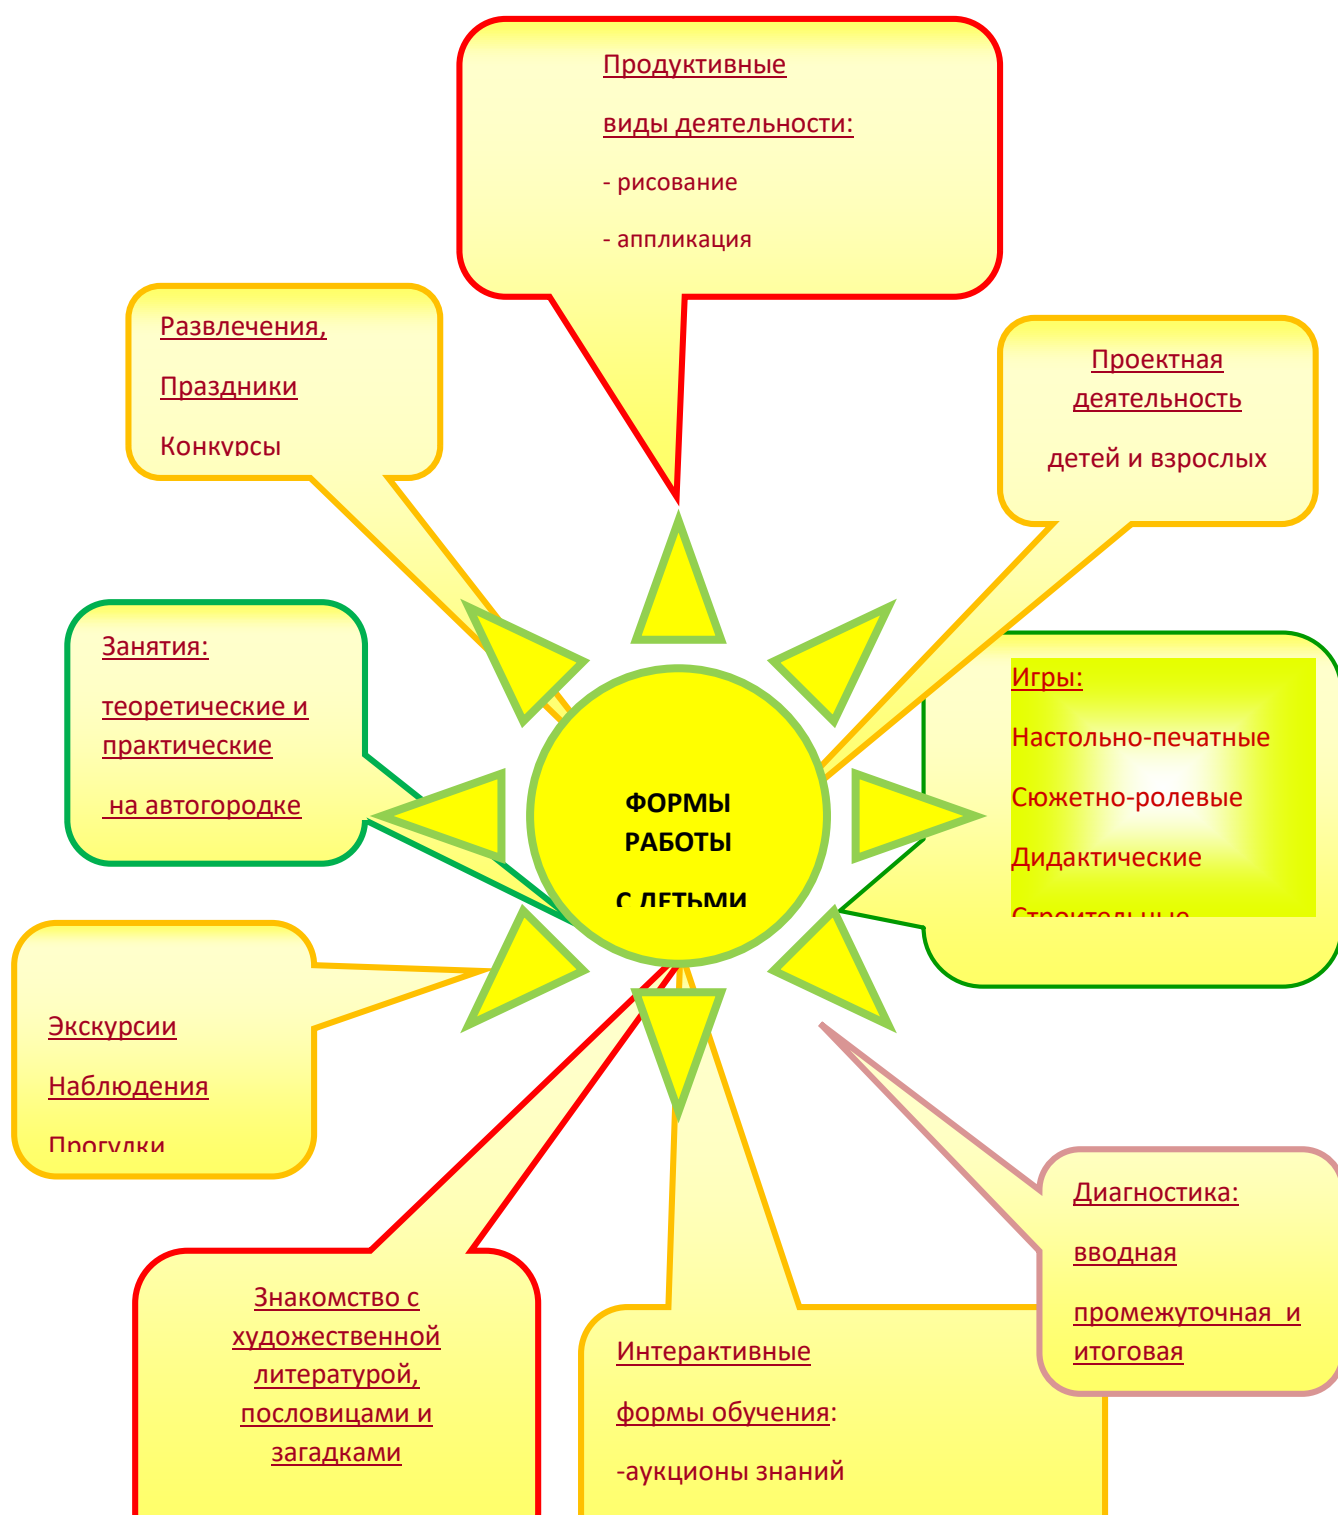 Продуктивные
виды деятельности:
- рисование
- аппликация
Развлечения,
Праздники
Конкурсы
Проектная
деятельность
детей и взрослых
Занятия:
теоретические и
практические
на автогородке
Игры:
Настольно-печатные
Сюжетно-ролевые
Дидактические
Строительные
ФОРМЫ
РАБОТЫ
С ДЕТЬМИ
Экскурсии
Наблюдения
Прогулки
Диагностика:
вводная
промежуточная и
итоговая
Знакомство с
художественной
литературой,
пословицами и
загадками
Интерактивные
формы обучения:
-аукционы знаний